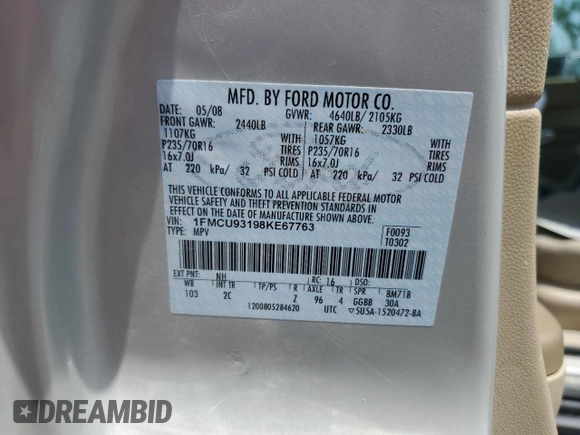 MFD. BY FORD MOTOR CO.
DATE: 05/08 GVWR: 4640LB/ 2105KG
FRONT GAWR: 2440LB REAR GAWR: 2330LB
1107KG WITH 1057KG WITH
P235/70R16 TIRES P235/70R16 TIRES
16x7.0J RIMS 16x7.0J RIMS
AT 220 kPa/ 32 PSI COLD AT 220 kPa/ 32 PSI COLD
THIS VEHICLE CONFORMS TO ALL APPLICABLE FEDERAL MOTOR
VEHICLE SAFETY AND THEFT PREVENTION STANDARDS IN
EFFECT ON THE DATE OF MANUFACTURE SHOWN ABOVE.
VIN: 1FMCU93198KE67763 F0093
TYPE: MPV T0302
EXT PNT: NH RC: 16 DSO:
WB INT TR TP/PS R AXLE TR SPR BM71B
103 2C Z 96 4 GGBB 30A
1200805284620 UTC ▽5U5A-1520472-BA
DREAMBID